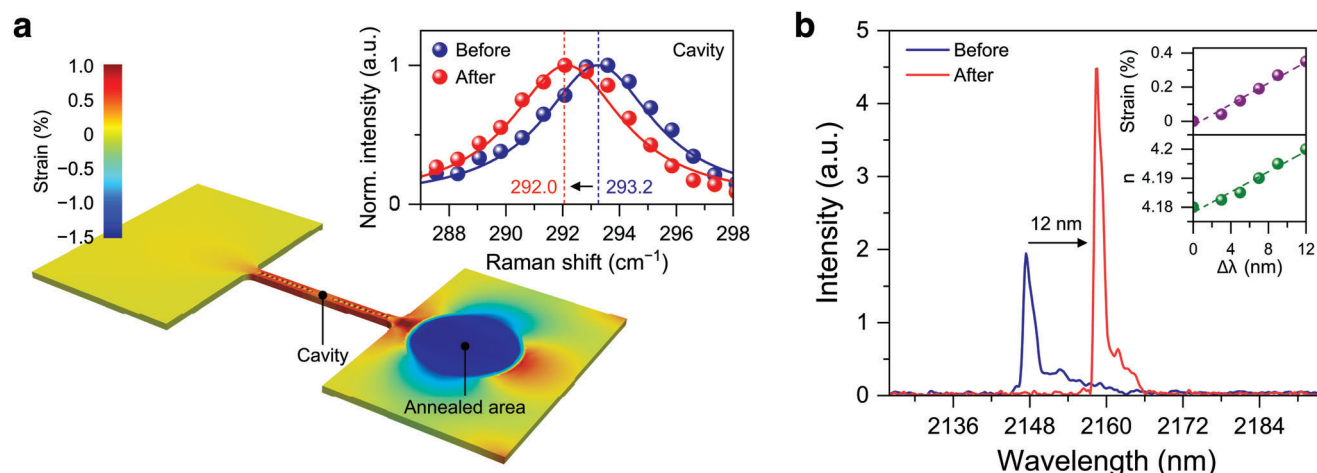 a
1.0
0.5
0
−0.5
−1.0
−1.5
Strain (%)
Cavity
Annealed area
Before
After
Cavity
Norm. intensity (a.u.)
1
0
292.0
293.2
288 290 292 294 296 298
Raman shift (cm⁻¹)
b
Before
After
Intensity (a.u.)
5
4
3
2
1
0
12 nm
2136 2148 2160 2172 2184
Wavelength (nm)
Strain (%)
0.4
0.2
0
n
4.20
4.19
4.18
0 4 8 12
Δλ (nm)